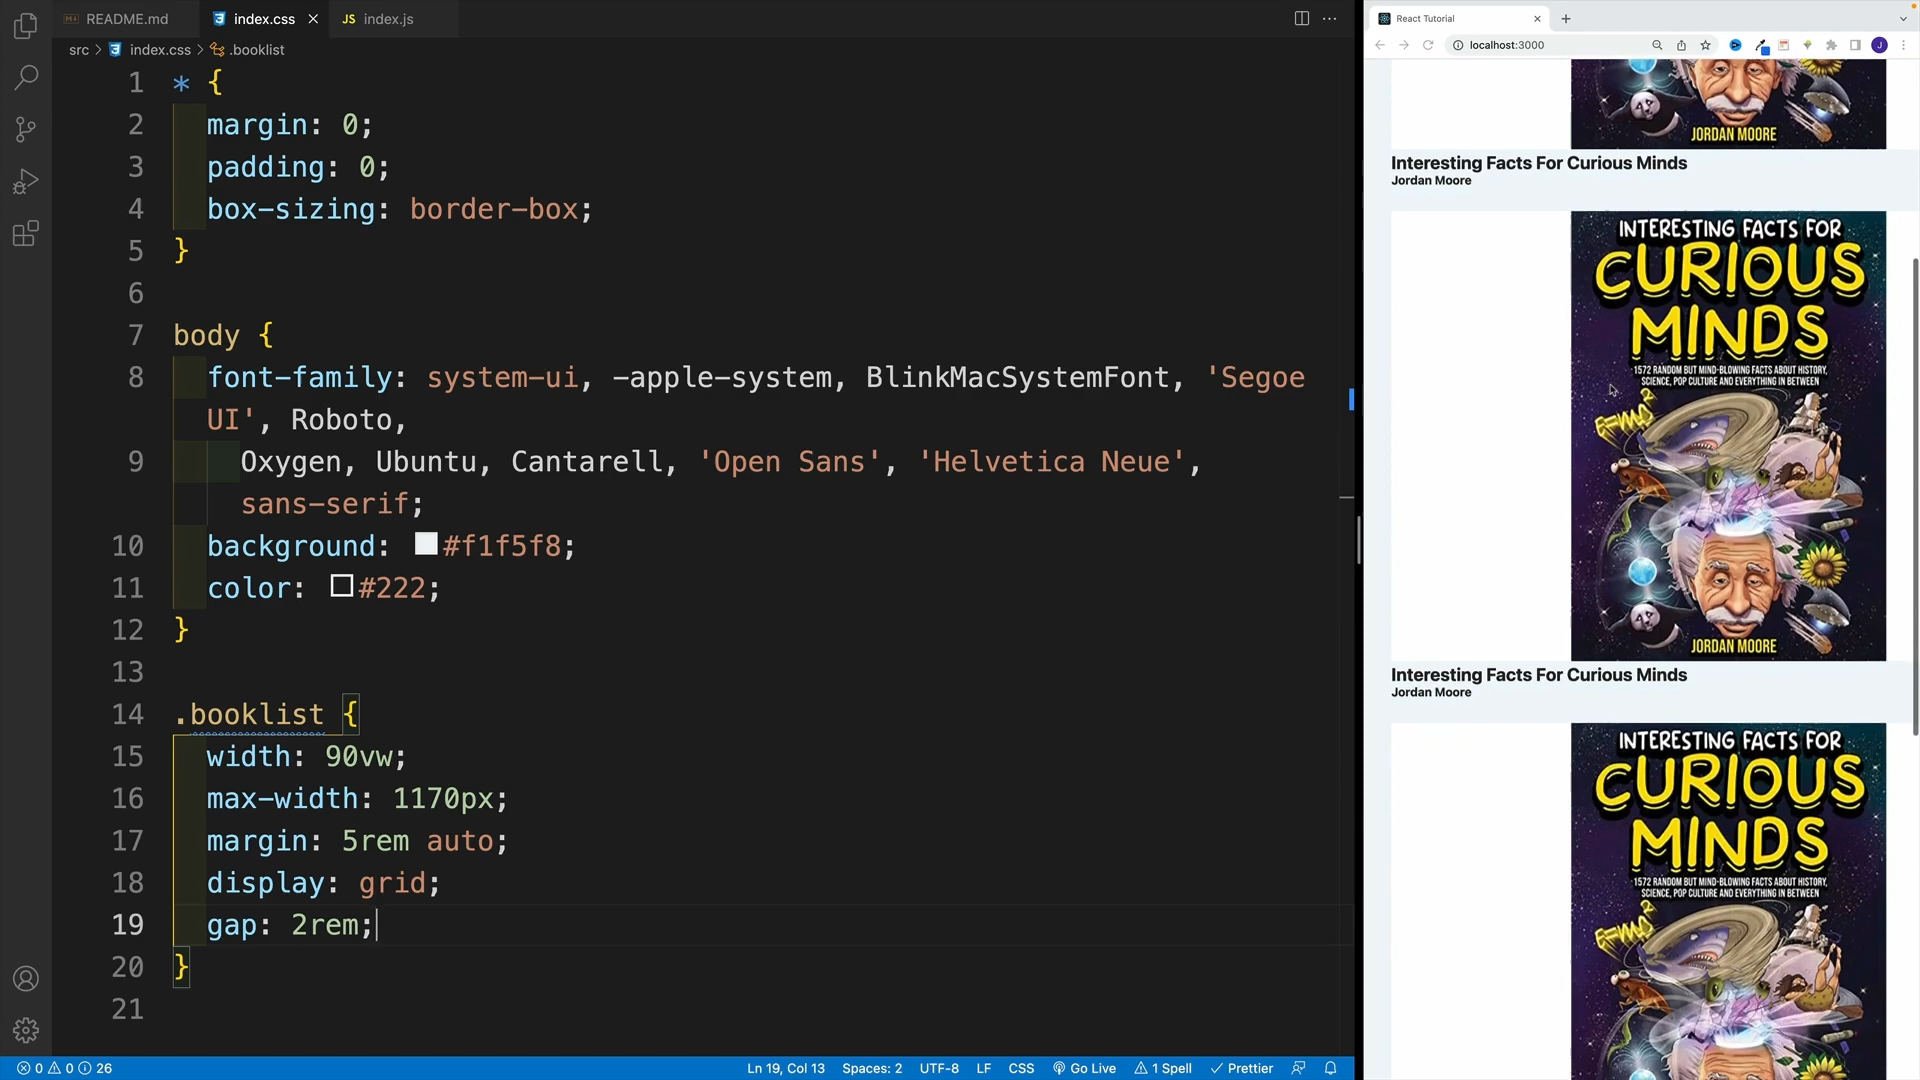 README.md
index.css
JS index.js
src > index.css > .booklist
1 * {
2 margin: 0;
3 padding: 0;
4 box-sizing: border-box;
5 }
6
7 body {
8 font-family: system-ui, -apple-system, BlinkMacSystemFont, 'Segoe
UI', Roboto,
9 Oxygen, Ubuntu, Cantarell, 'Open Sans', 'Helvetica Neue',
sans-serif;
10 background: #f1f5f8;
11 color: #222;
12 }
13
14 .booklist {
15 width: 90vw;
16 max-width: 1170px;
17 margin: 5rem auto;
18 display: grid;
19 gap: 2rem;
20 }
21
0 0 26
Ln 19, Col 13 Spaces: 2 UTF-8 LF CSS Go Live 1 Spell Prettier
React Tutorial
localhost:3000
J
JORDAN MOORE
Interesting Facts For Curious Minds
Jordan Moore
INTERESTING FACTS FOR
CURIOUS
MINDS
1572 RANDOM BUT MIND-BLOWING FACTS ABOUT HISTORY,
SCIENCE, POP CULTURE AND EVERYTHING IN BETWEEN
JORDAN MOORE
Interesting Facts For Curious Minds
Jordan Moore
INTERESTING FACTS FOR
CURIOUS
MINDS
1572 RANDOM BUT MIND-BLOWING FACTS ABOUT HISTORY,
SCIENCE, POP CULTURE AND EVERYTHING IN BETWEEN